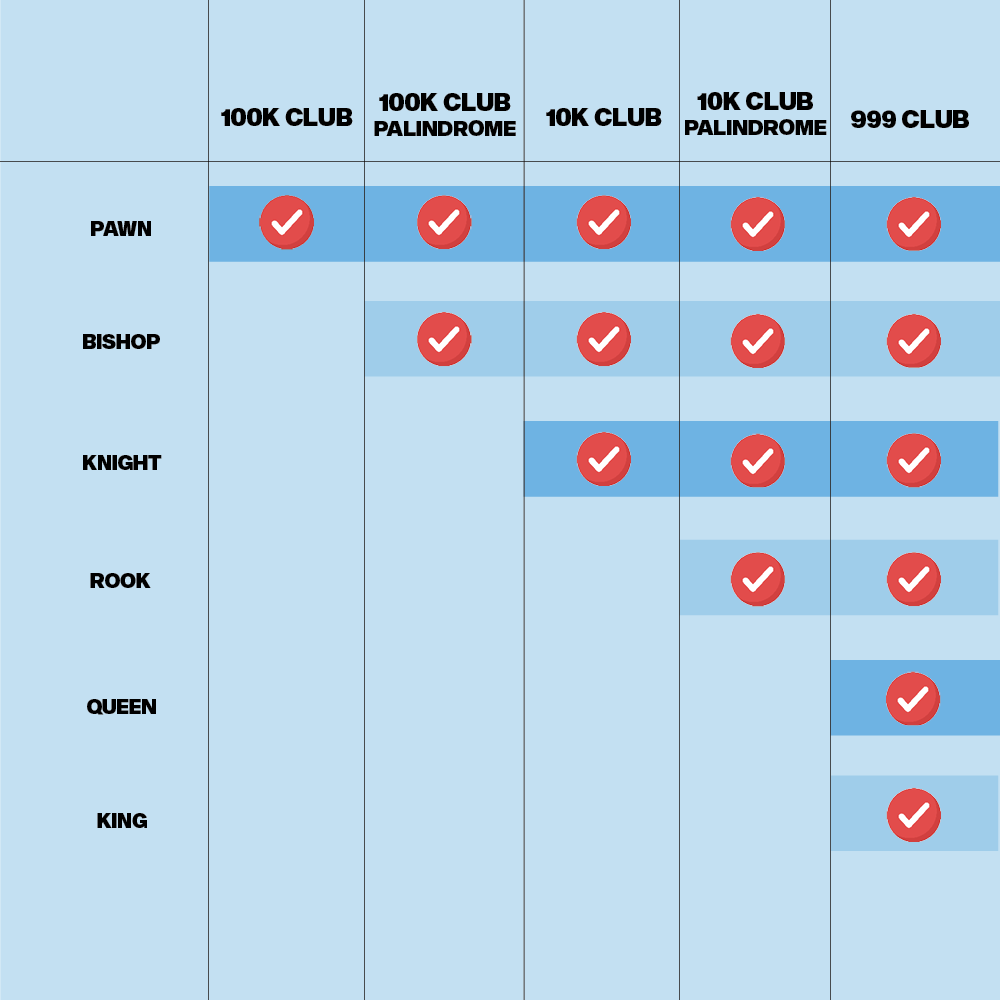 100K CLUB
100K CLUB
PALINDROME
10K CLUB
10K CLUB
PALINDROME
999 CLUB
PAWN
BISHOP
KNIGHT
ROOK
QUEEN
KING